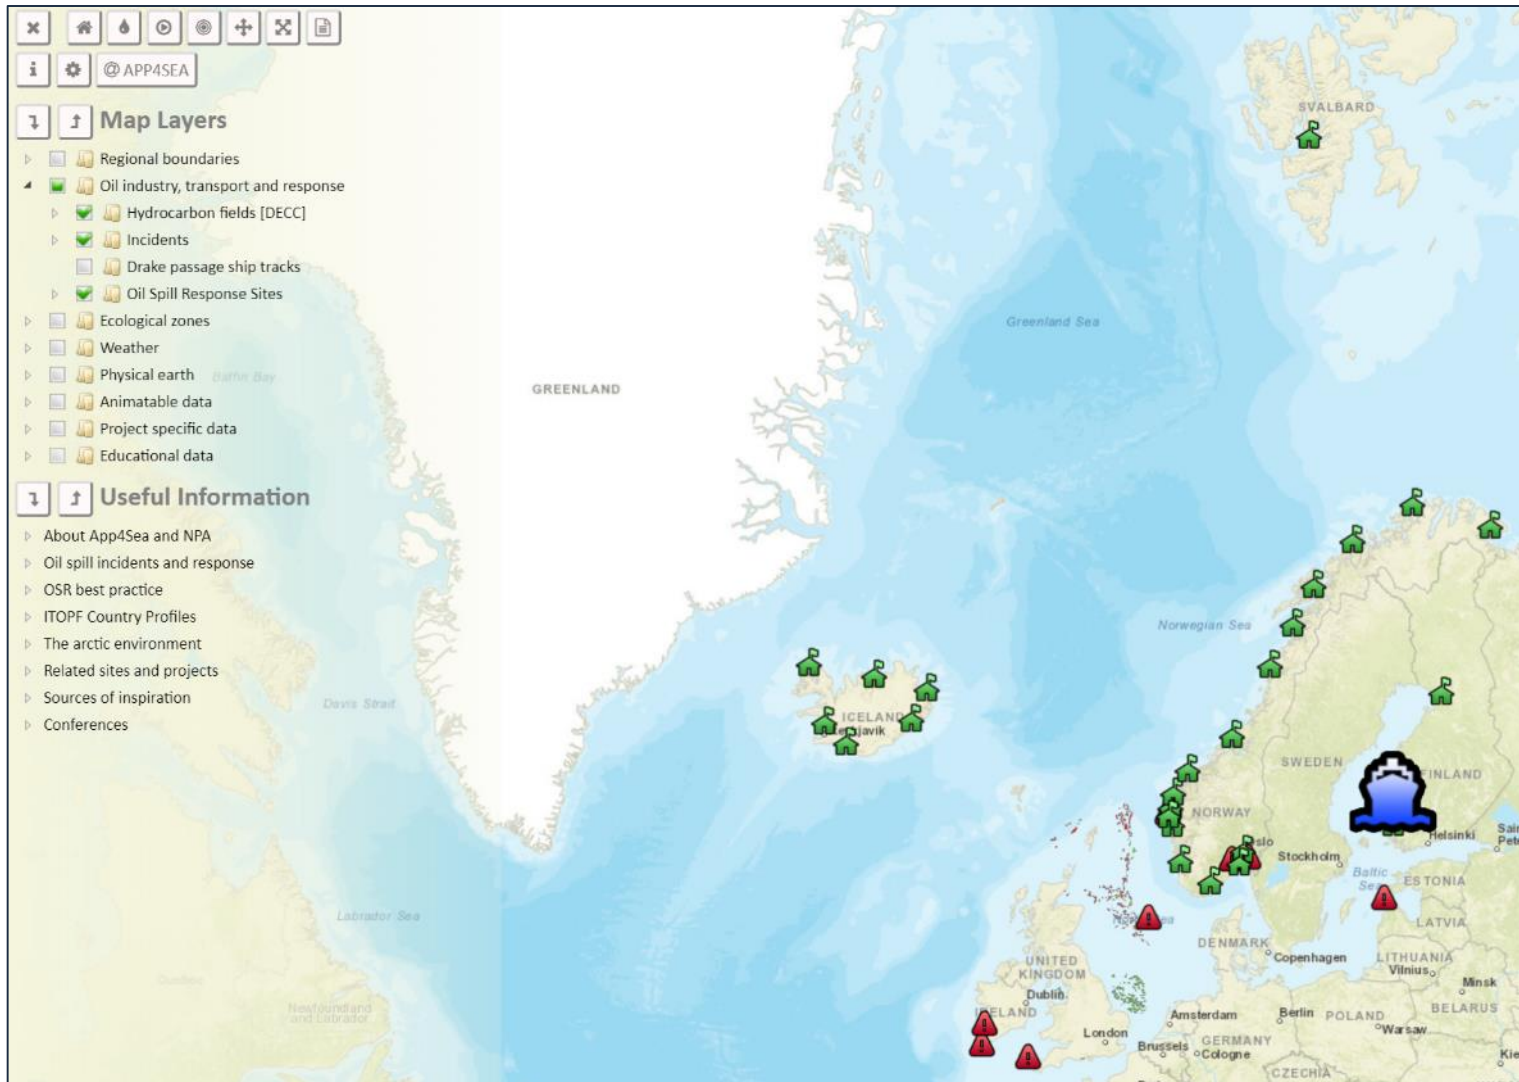 i
@ APP4SEA
Map Layers
Regional boundaries
Oil industry, transport and response
Hydrocarbon fields [DECC]
Incidents
Drake passage ship tracks
Oil Spill Response Sites
Ecological zones
Weather
Physical earth
Baffin Bay
Animatable data
Project specific data
Educational data
Useful Information
About App4Sea and NPA
Oil spill incidents and response
OSR best practice
ITOPF Country Profiles
The arctic environment
Related sites and projects
Sources of inspiration
Conferences
SVALBARD
Greenland Sea
GREENLAND
Norwegian Sea
Davis Strait
ICELAND
SWEDEN
FINLAND
NORWAY
Helsinki
Stockholm
Baltic
ESTONIA
Labrador Sea
LATVIA
DENMARK
Copenhagen
LITHUANIA
Vilnius
UNITED
KINGDOM
Minsk
Dublin
Newfoundland
and Labrador
BELARUS
Amsterdam
Berlin
POLAND
Warsaw
London
Brussels
GERMANY
Cologne
CZECHIA